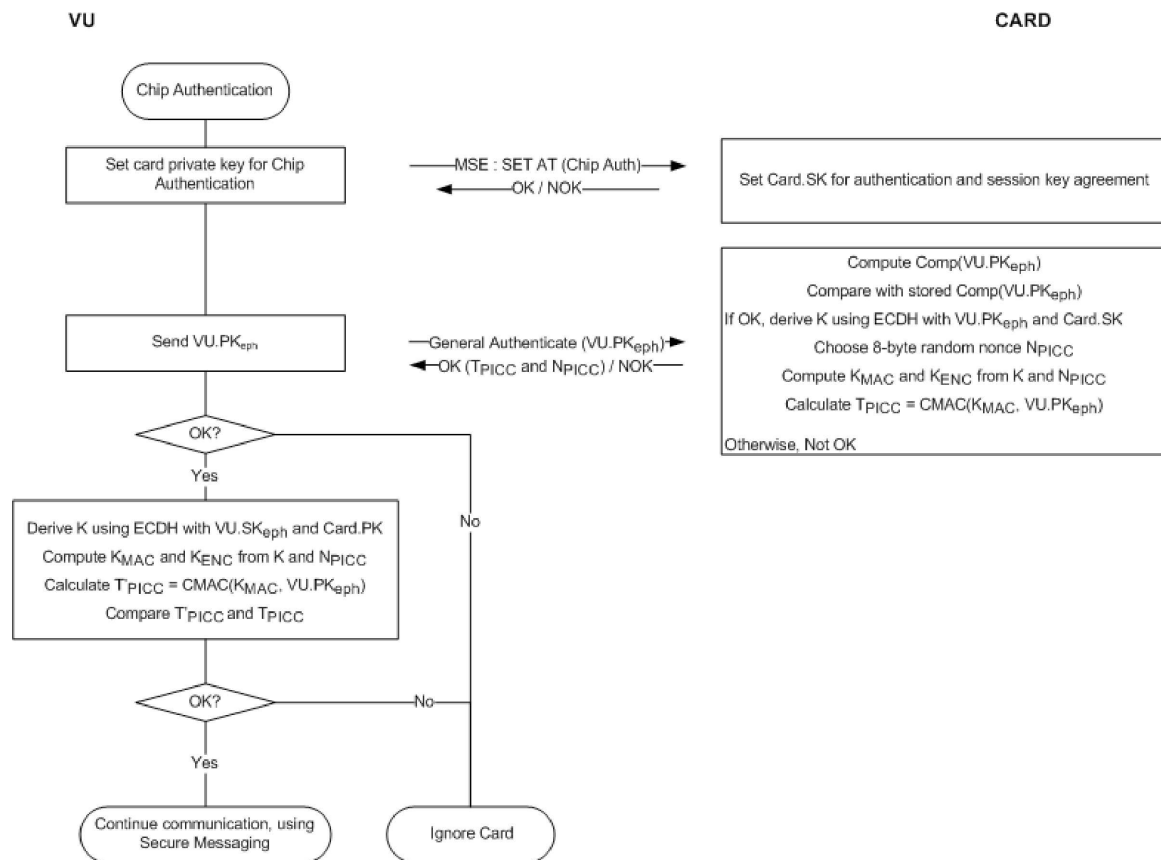 VU
CARD
Chip Authentication
Set card private key for Chip
Authentication
MSE : SET AT (Chip Auth)
OK / NOK
Set Card.SK for authentication and session key agreement
Send VU.PKeph
General Authenticate (VU.PKeph)
OK (TPICC and NPICC) / NOK
Compute Comp(VU.PKeph)
Compare with stored Comp(VU.PKeph)
If OK, derive K using ECDH with VU.PKeph and Card.SK
Choose 8-byte random nonce NPICC
Compute KMAC and KENC from K and NPICC
Calculate TPICC = CMAC(KMAC, VU.PKeph)
Otherwise, Not OK
OK?
Yes
No
Derive K using ECDH with VU.SKeph and Card.PK
Compute KMAC and KENC from K and NPICC
Calculate T'PICC = CMAC(KMAC, VU.PKeph)
Compare T'PICC and TPICC
OK?
No
Yes
Continue communication, using
Secure Messaging
Ignore Card